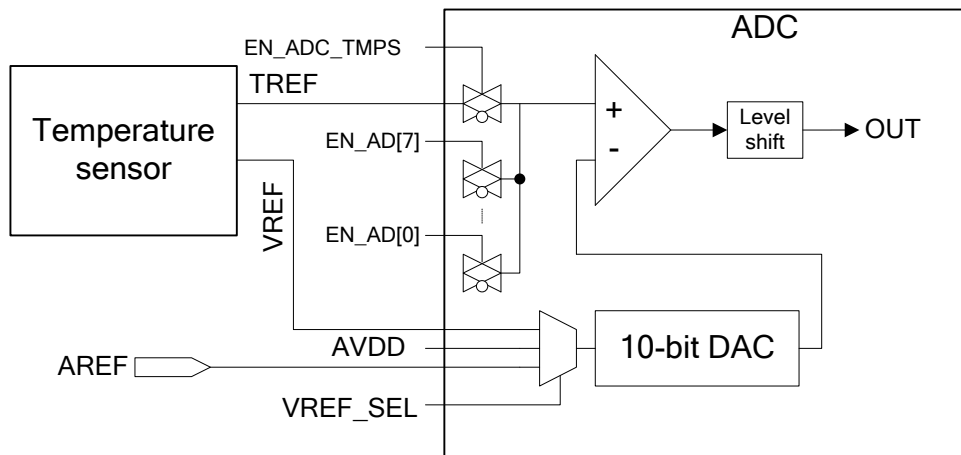 ADC
EN_ADC_TMPS
TREF
Temperature
sensor
+
-
Level
shift
OUT
EN_AD[7]
VREF
EN_AD[0]
10-bit DAC
AVDD
AREF
VREF_SEL